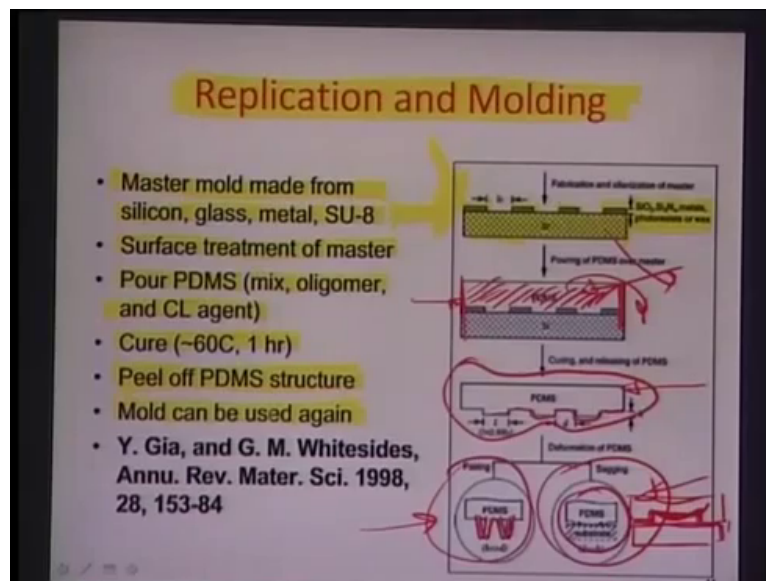 Replication and Molding
• Master mold made from
silicon, glass, metal, SU-8
• Surface treatment of master
• Pour PDMS (mix, oligomer,
and CL agent)
• Cure (~60C, 1 hr)
• Peel off PDMS structure
• Mold can be used again
• Y. Gia, and G. M. Whitesides,
Annu. Rev. Mater. Sci. 1998,
28, 153-84
Fabrication and silanization of master
SiO₂, Si₃N₄, metals,
photoresists or wax
Si
Pouring of PDMS over master
Si
Curing, and releasing of PDMS
PDMS
Deformation of PDMS
Pairing
Sagging
PDMS
PDMS
substrate